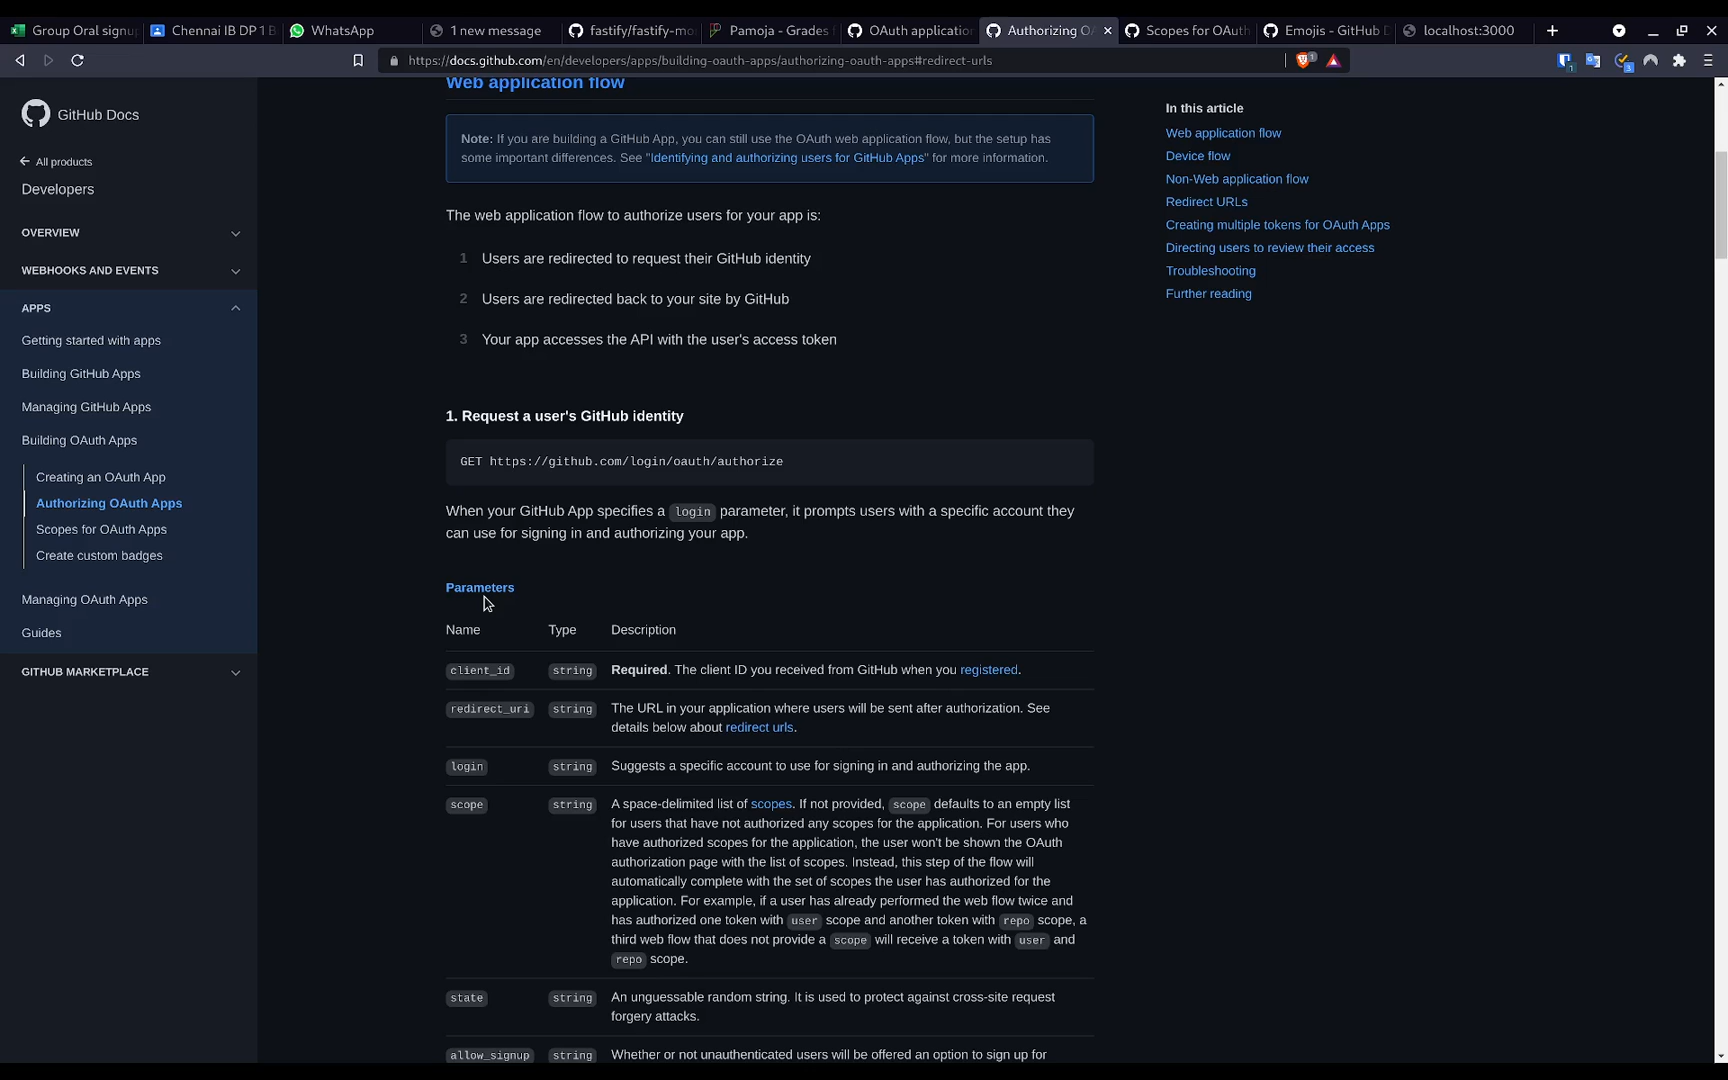 Group Oral signu
Chennai IB DP 1 B
WhatsApp
1 new message
fastify/fastify-mo
Pamoja - Grades
OAuth application
Authorizing O
Scopes for OAuth
Emojis - GitHub D
localhost:3000
https://docs.github.com/en/developers/apps/building-oauth-apps/authorizing-oauth-apps#redirect-urls
GitHub Docs
All products
Developers
OVERVIEW
WEBHOOKS AND EVENTS
APPS
Getting started with apps
Building GitHub Apps
Managing GitHub Apps
Building OAuth Apps
Creating an OAuth App
Authorizing OAuth Apps
Scopes for OAuth Apps
Create custom badges
Managing OAuth Apps
Guides
GITHUB MARKETPLACE
Web application flow
Note: If you are building a GitHub App, you can still use the OAuth web application flow, but the setup has
some important differences. See "Identifying and authorizing users for GitHub Apps" for more information.
The web application flow to authorize users for your app is:
1 Users are redirected to request their GitHub identity
2 Users are redirected back to your site by GitHub
3 Your app accesses the API with the user's access token
1. Request a user's GitHub identity
GET https://github.com/login/oauth/authorize
When your GitHub App specifies a login parameter, it prompts users with a specific account they
can use for signing in and authorizing your app.
Parameters
Name Type Description
client_id string Required. The client ID you received from GitHub when you registered.
redirect_uri string The URL in your application where users will be sent after authorization. See
details below about redirect urls.
login string Suggests a specific account to use for signing in and authorizing the app.
scope string A space-delimited list of scopes. If not provided, scope defaults to an empty list
for users that have not authorized any scopes for the application. For users who
have authorized scopes for the application, the user won't be shown the OAuth
authorization page with the list of scopes. Instead, this step of the flow will
automatically complete with the set of scopes the user has authorized for the
application. For example, if a user has already performed the web flow twice and
has authorized one token with user scope and another token with repo scope, a
third web flow that does not provide a scope will receive a token with user and
repo scope.
state string An unguessable random string. It is used to protect against cross-site request
forgery attacks.
allow_signup string Whether or not unauthenticated users will be offered an option to sign up for
In this article
Web application flow
Device flow
Non-Web application flow
Redirect URLs
Creating multiple tokens for OAuth Apps
Directing users to review their access
Troubleshooting
Further reading